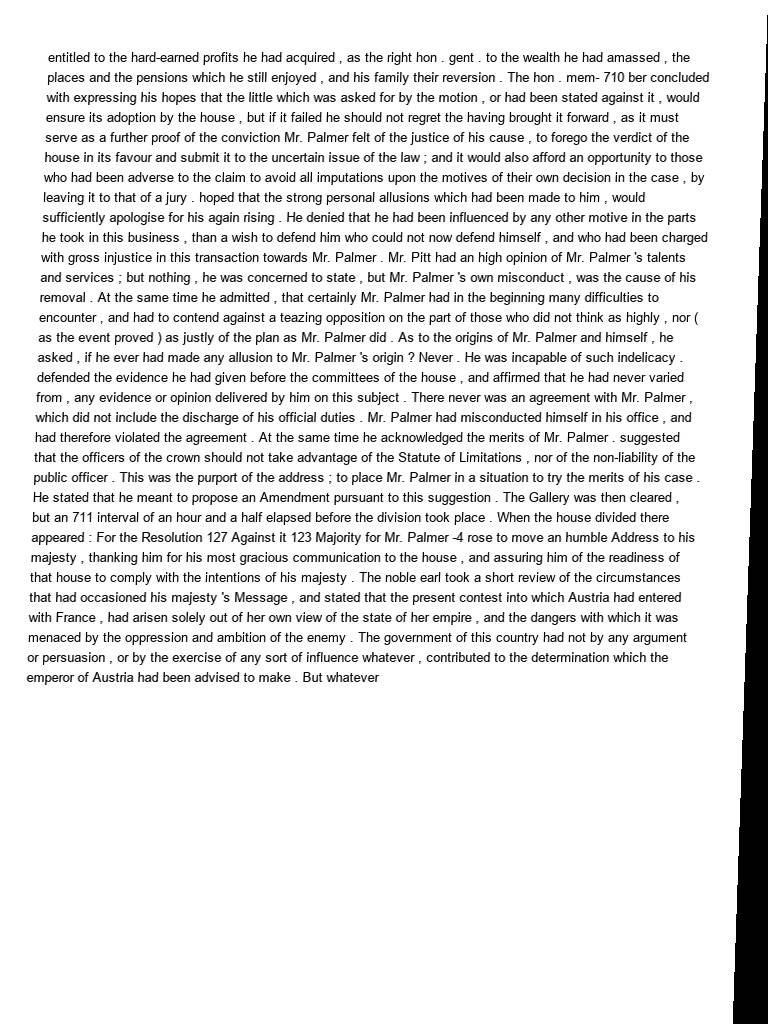 entitled to the hard-earned profits he had acquired , as the right hon . gent . to the wealth he had amassed , the
places and the pensions which he still enjoyed , and his family their reversion . The hon . mem- 710 ber concluded
with expressing his hopes that the little which was asked for by the motion , or had been stated against it , would
ensure its adoption by the house , but if it failed he should not regret the having brought it forward , as it must
serve as a further proof of the conviction Mr. Palmer felt of the justice of his cause , to forego the verdict of the
house in its favour and submit it to the uncertain issue of the law ; and it would also afford an opportunity to those
who had been adverse to the claim to avoid all imputations upon the motives of their own decision in the case , by
leaving it to that of a jury . hoped that the strong personal allusions which had been made to him , would
sufficiently apologise for his again rising . He denied that he had been influenced by any other motive in the parts
he took in this business , than a wish to defend him who could not now defend himself , and who had been charged
with gross injustice in this transaction towards Mr. Palmer . Mr. Pitt had an high opinion of Mr. Palmer 's talents
and services ; but nothing , he was concerned to state , but Mr. Palmer 's own misconduct , was the cause of his
removal . At the same time he admitted , that certainly Mr. Palmer had in the beginning many difficulties to
encounter , and had to contend against a teazing opposition on the part of those who did not think as highly , nor (
as the event proved ) as justly of the plan as Mr. Palmer did . As to the origins of Mr. Palmer and himself , he
asked , if he ever had made any allusion to Mr. Palmer 's origin ? Never . He was incapable of such indelicacy .
defended the evidence he had given before the committees of the house , and affirmed that he had never varied
from , any evidence or opinion delivered by him on this subject . There never was an agreement with Mr. Palmer ,
which did not include the discharge of his official duties . Mr. Palmer had misconducted himself in his office , and
had therefore violated the agreement . At the same time he acknowledged the merits of Mr. Palmer . suggested
that the officers of the crown should not take advantage of the Statute of Limitations , nor of the non-liability of the
public officer . This was the purport of the address ; to place Mr. Palmer in a situation to try the merits of his case .
He stated that he meant to propose an Amendment pursuant to this suggestion . The Gallery was then cleared ,
but an 711 interval of an hour and a half elapsed before the division took place . When the house divided there
appeared : For the Resolution 127 Against it 123 Majority for Mr. Palmer -4 rose to move an humble Address to his
majesty , thanking him for his most gracious communication to the house , and assuring him of the readiness of
that house to comply with the intentions of his majesty . The noble earl took a short review of the circumstances
that had occasioned his majesty 's Message , and stated that the present contest into which Austria had entered
with France , had arisen solely out of her own view of the state of her empire , and the dangers with which it was
menaced by the oppression and ambition of the enemy . The government of this country had not by any argument
or persuasion , or by the exercise of any sort of influence whatever , contributed to the determination which the
emperor of Austria had been advised to make . But whatever